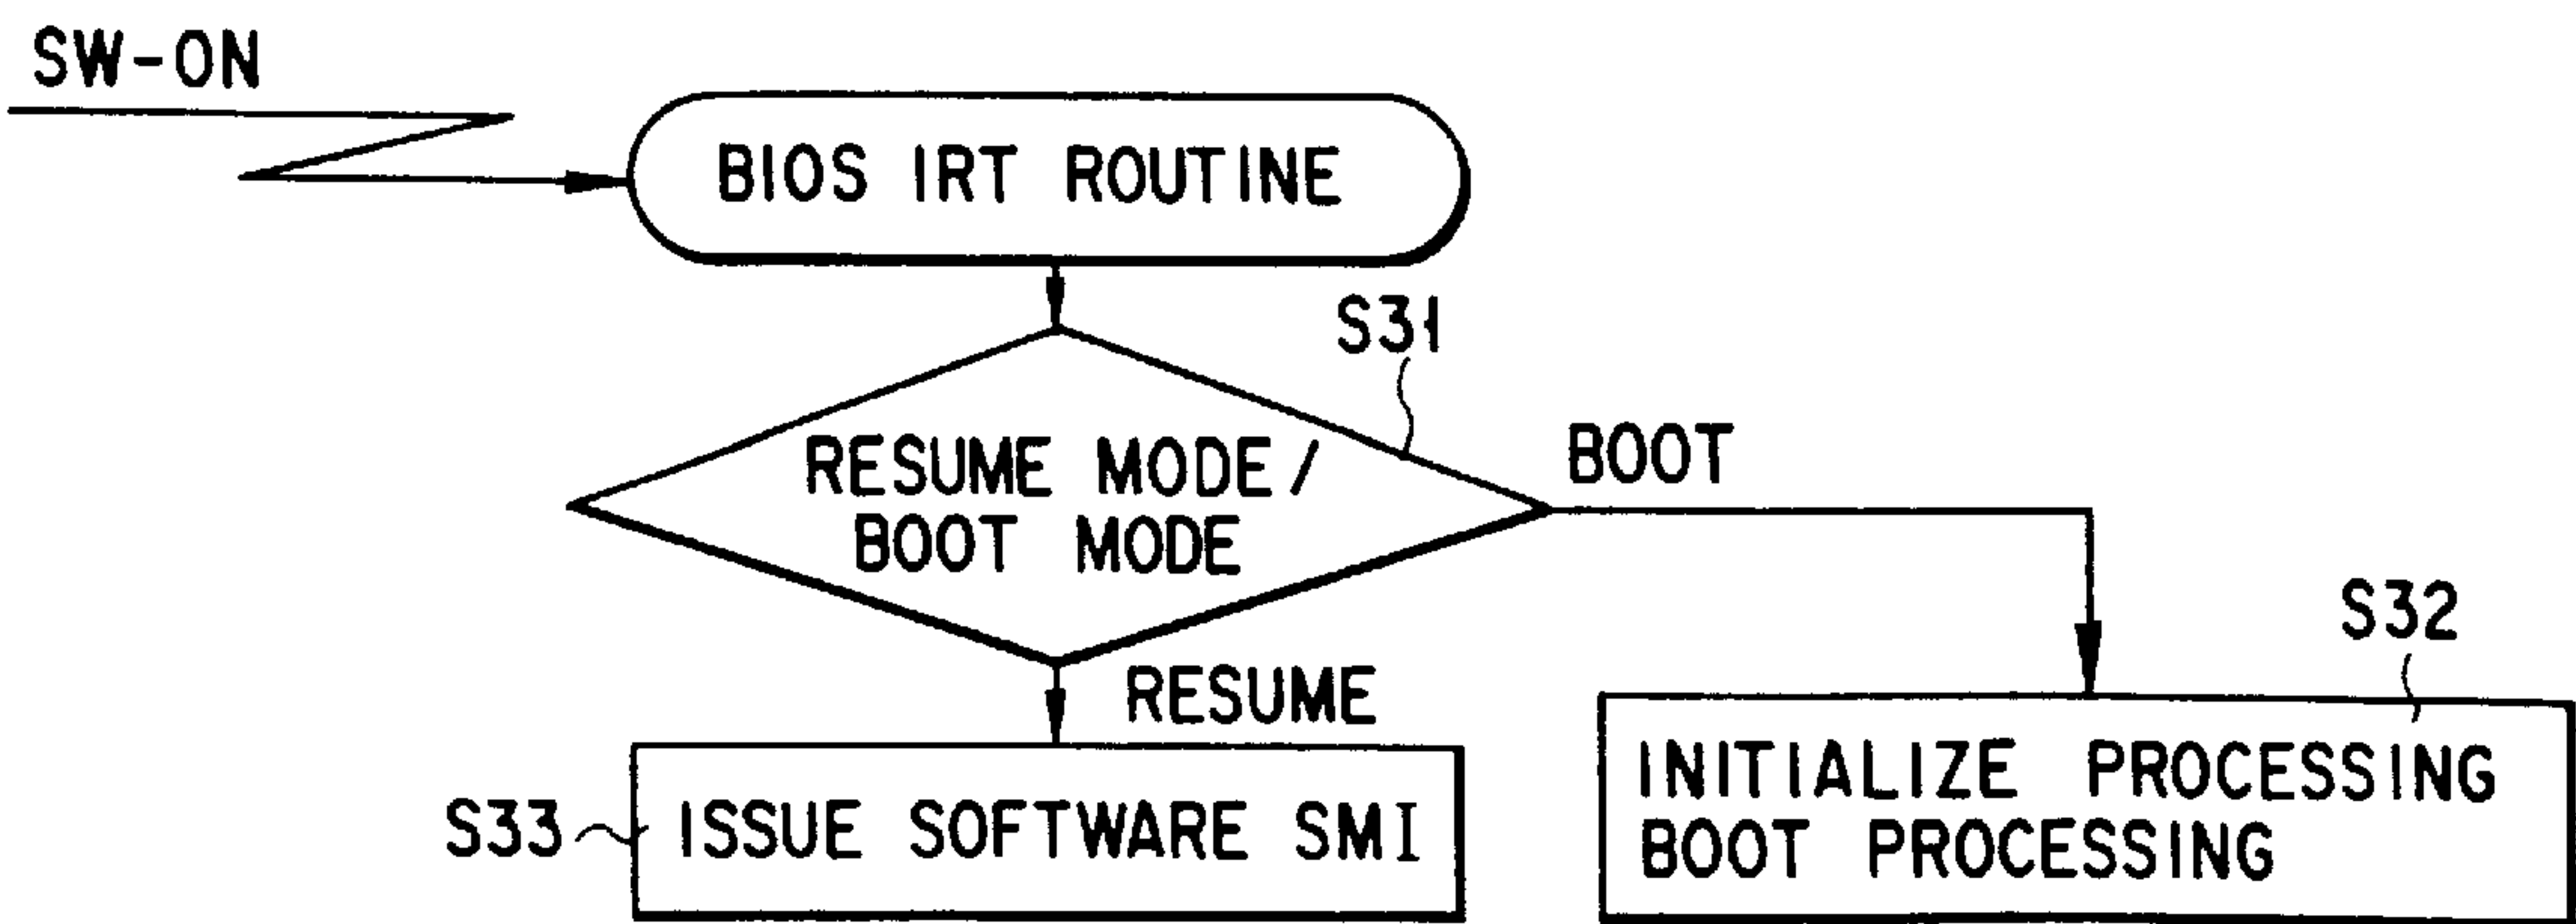 SW-ON
BIOS IRT ROUTINE
S31
RESUME MODE/
BOOT MODE
BOOT
RESUME
S32
INITIALIZE PROCESSING
BOOT PROCESSING
S33
ISSUE SOFTWARE SMI